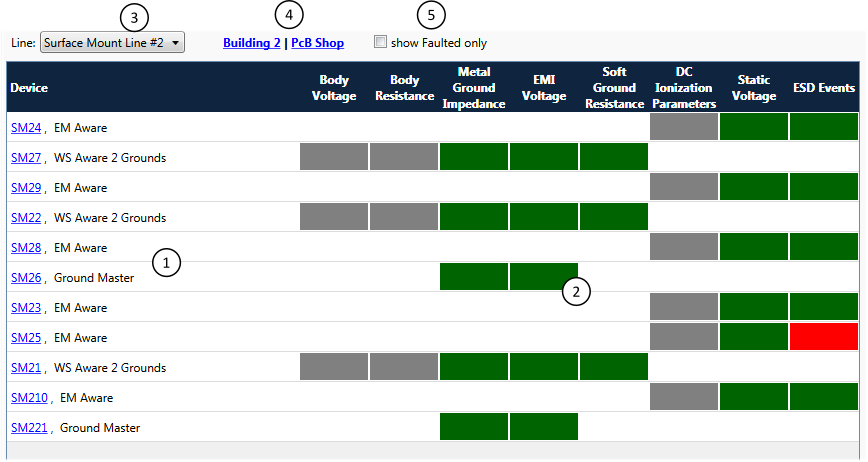 3
4
5
Line: Surface Mount Line #2 Building 2 | PcB Shop show Faulted only
Device
Body
Voltage
Body
Resistance
Metal
Ground
Impedance
EMI
Voltage
Soft
Ground
Resistance
DC
Ionization
Parameters
Static
Voltage
ESD Events
SM24 , EM Aware
SM27 , WS Aware 2 Grounds
SM29 , EM Aware
SM22 , WS Aware 2 Grounds
SM28 , EM Aware
1
SM26 , Ground Master
2
SM23 , EM Aware
SM25 , EM Aware
SM21 , WS Aware 2 Grounds
SM210 , EM Aware
SM221 , Ground Master